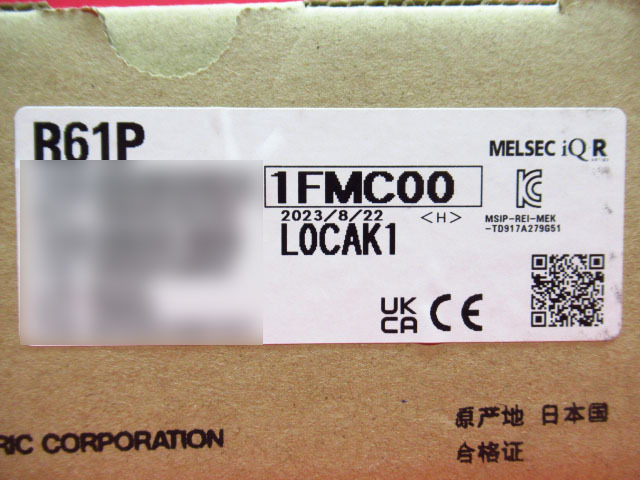 R61P
MELSEC iQ R
1FMC00
2023/8/22 <H>
L0CAK1
MSIP-REI-MEK
-TD917A279G51
UK
CA CE
RIC CORPORATION
原产地 日本国
合格证